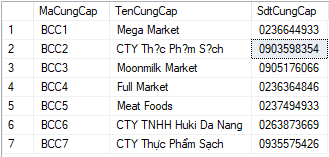 MaCungCap TenCungCap SdtCungCap
1 BCC1 Mega Market 0236644933
2 BCC2 CTY Th?c Ph?m S?ch 0903598354
3 BCC3 Moonmilk Market 0905176066
4 BCC4 Full Market 0236364846
5 BCC5 Meat Foods 0237494933
6 BCC6 CTY TNHH Huki Da Nang 0263873669
7 BCC7 CTY Thực Phẩm Sạch 0935575426